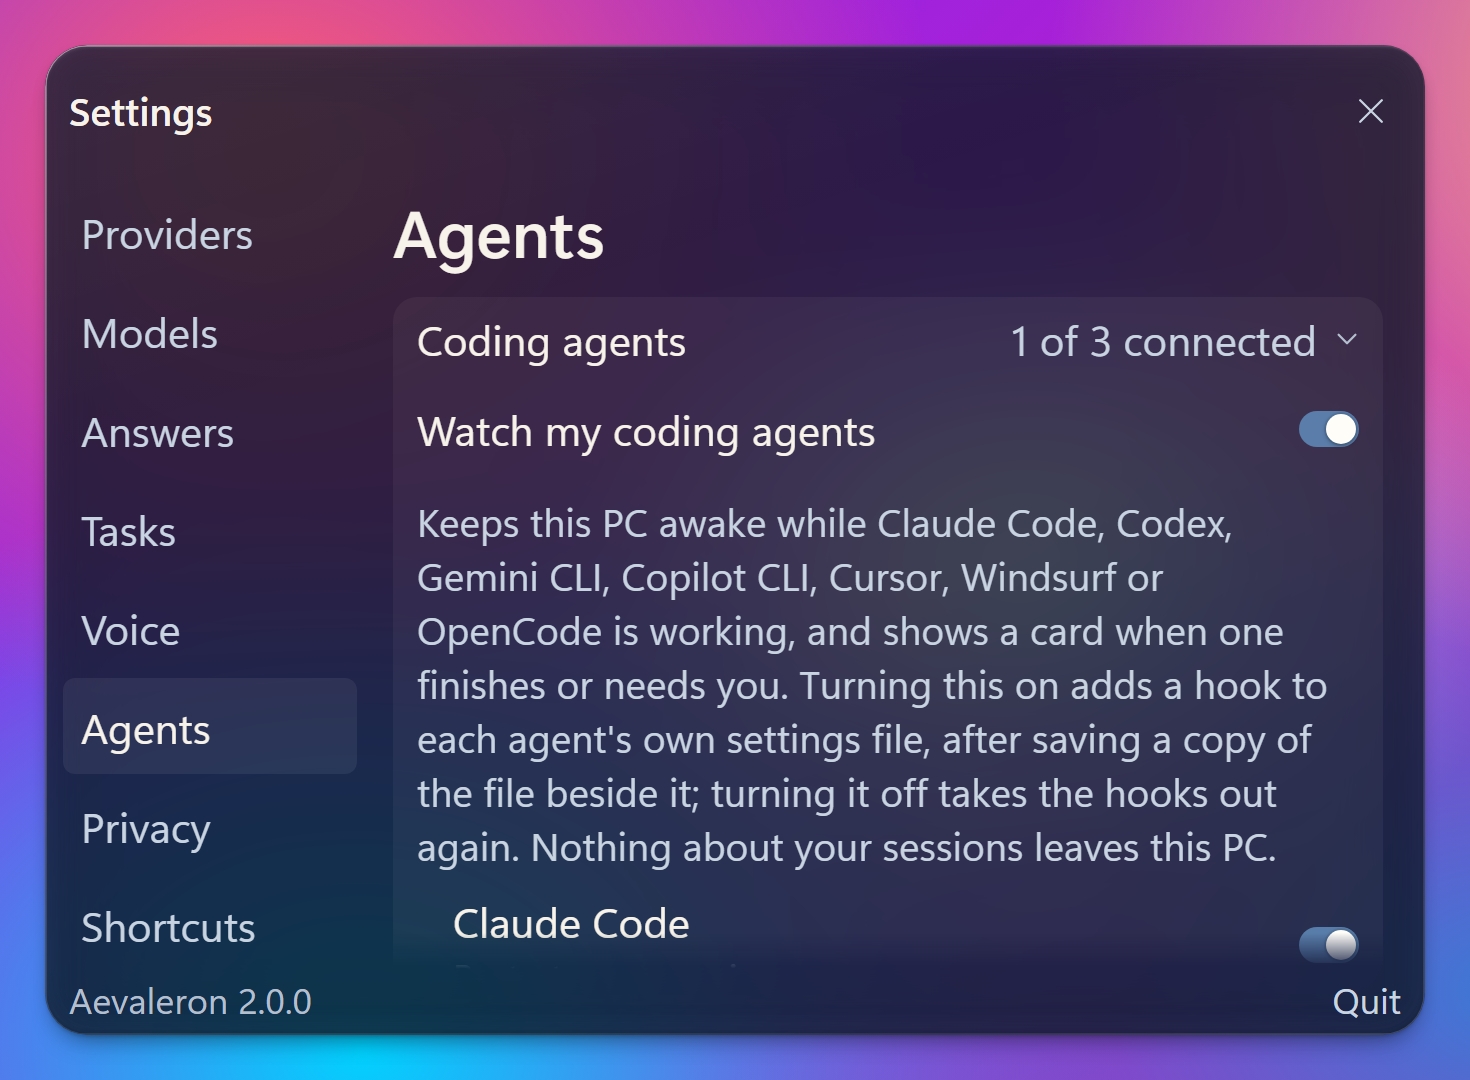 Settings
Providers
Models
Answers
Tasks
Voice
Agents
Privacy
Shortcuts
Aevaleron 2.0.0
Agents
Coding agents
1 of 3 connected
Watch my coding agents
Keeps this PC awake while Claude Code, Codex,
Gemini CLI, Copilot CLI, Cursor, Windsurf or
OpenCode is working, and shows a card when one
finishes or needs you. Turning this on adds a hook to
each agent's own settings file, after saving a copy of
the file beside it; turning it off takes the hooks out
again. Nothing about your sessions leaves this PC.
Claude Code
Quit